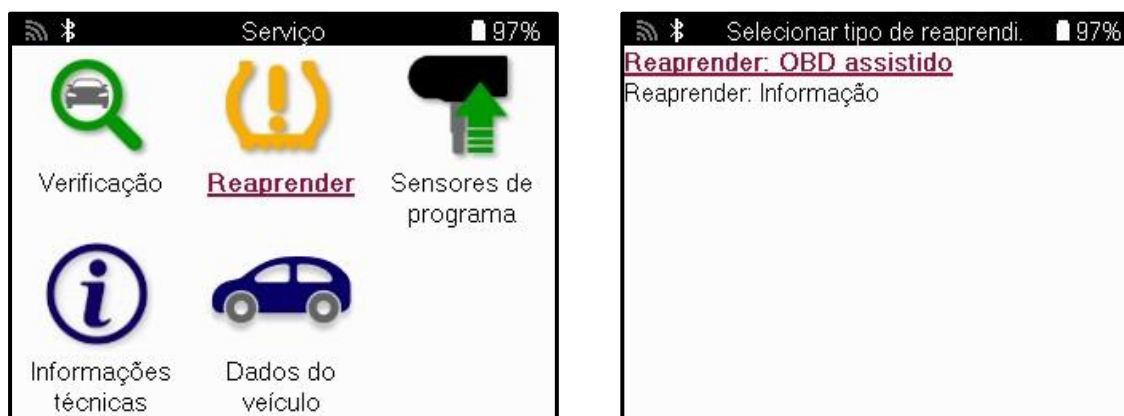 Serviço 97%
Verificação
Reaprender
Sensores de
programa
Informações
técnicas
Dados do
veículo
Selecionar tipo de reaprendi. 97%
Reaprender: OBD assistido
Reaprender: Informação